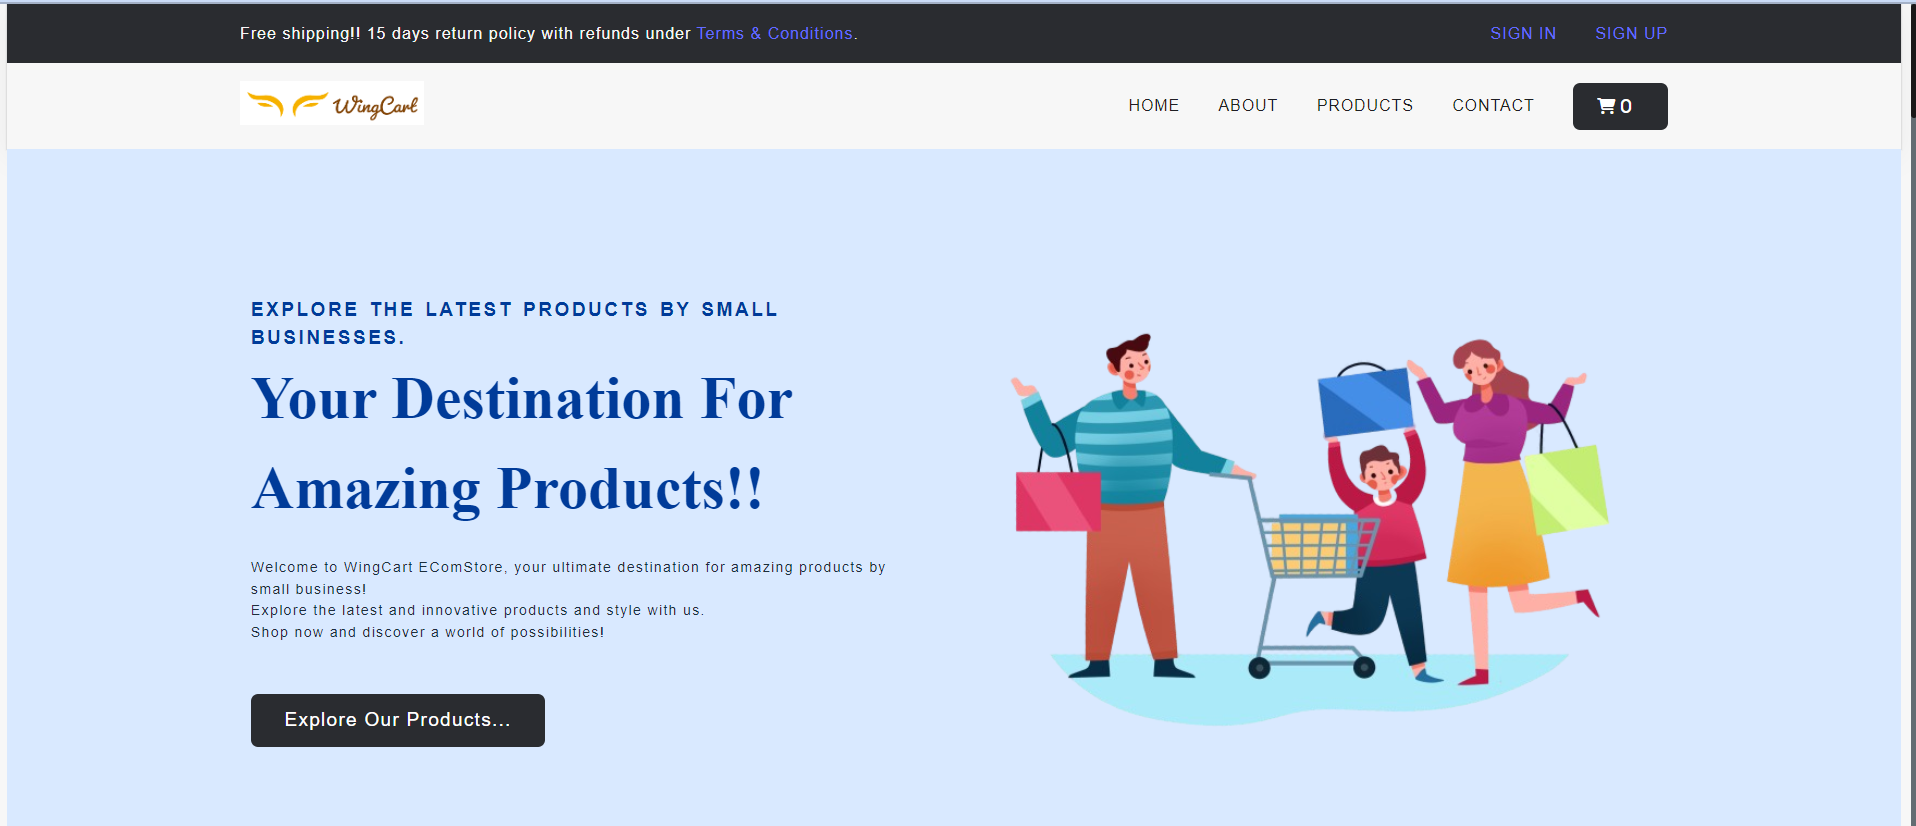 Free shipping!! 15 days return policy with refunds under Terms & Conditions.
SIGN IN SIGN UP
WingCart
HOME ABOUT PRODUCTS CONTACT 0
EXPLORE THE LATEST PRODUCTS BY SMALL
BUSINESSES.
Your Destination For
Amazing Products!!
Welcome to WingCart EComStore, your ultimate destination for amazing products by
small business!
Explore the latest and innovative products and style with us.
Shop now and discover a world of possibilities!
Explore Our Products...